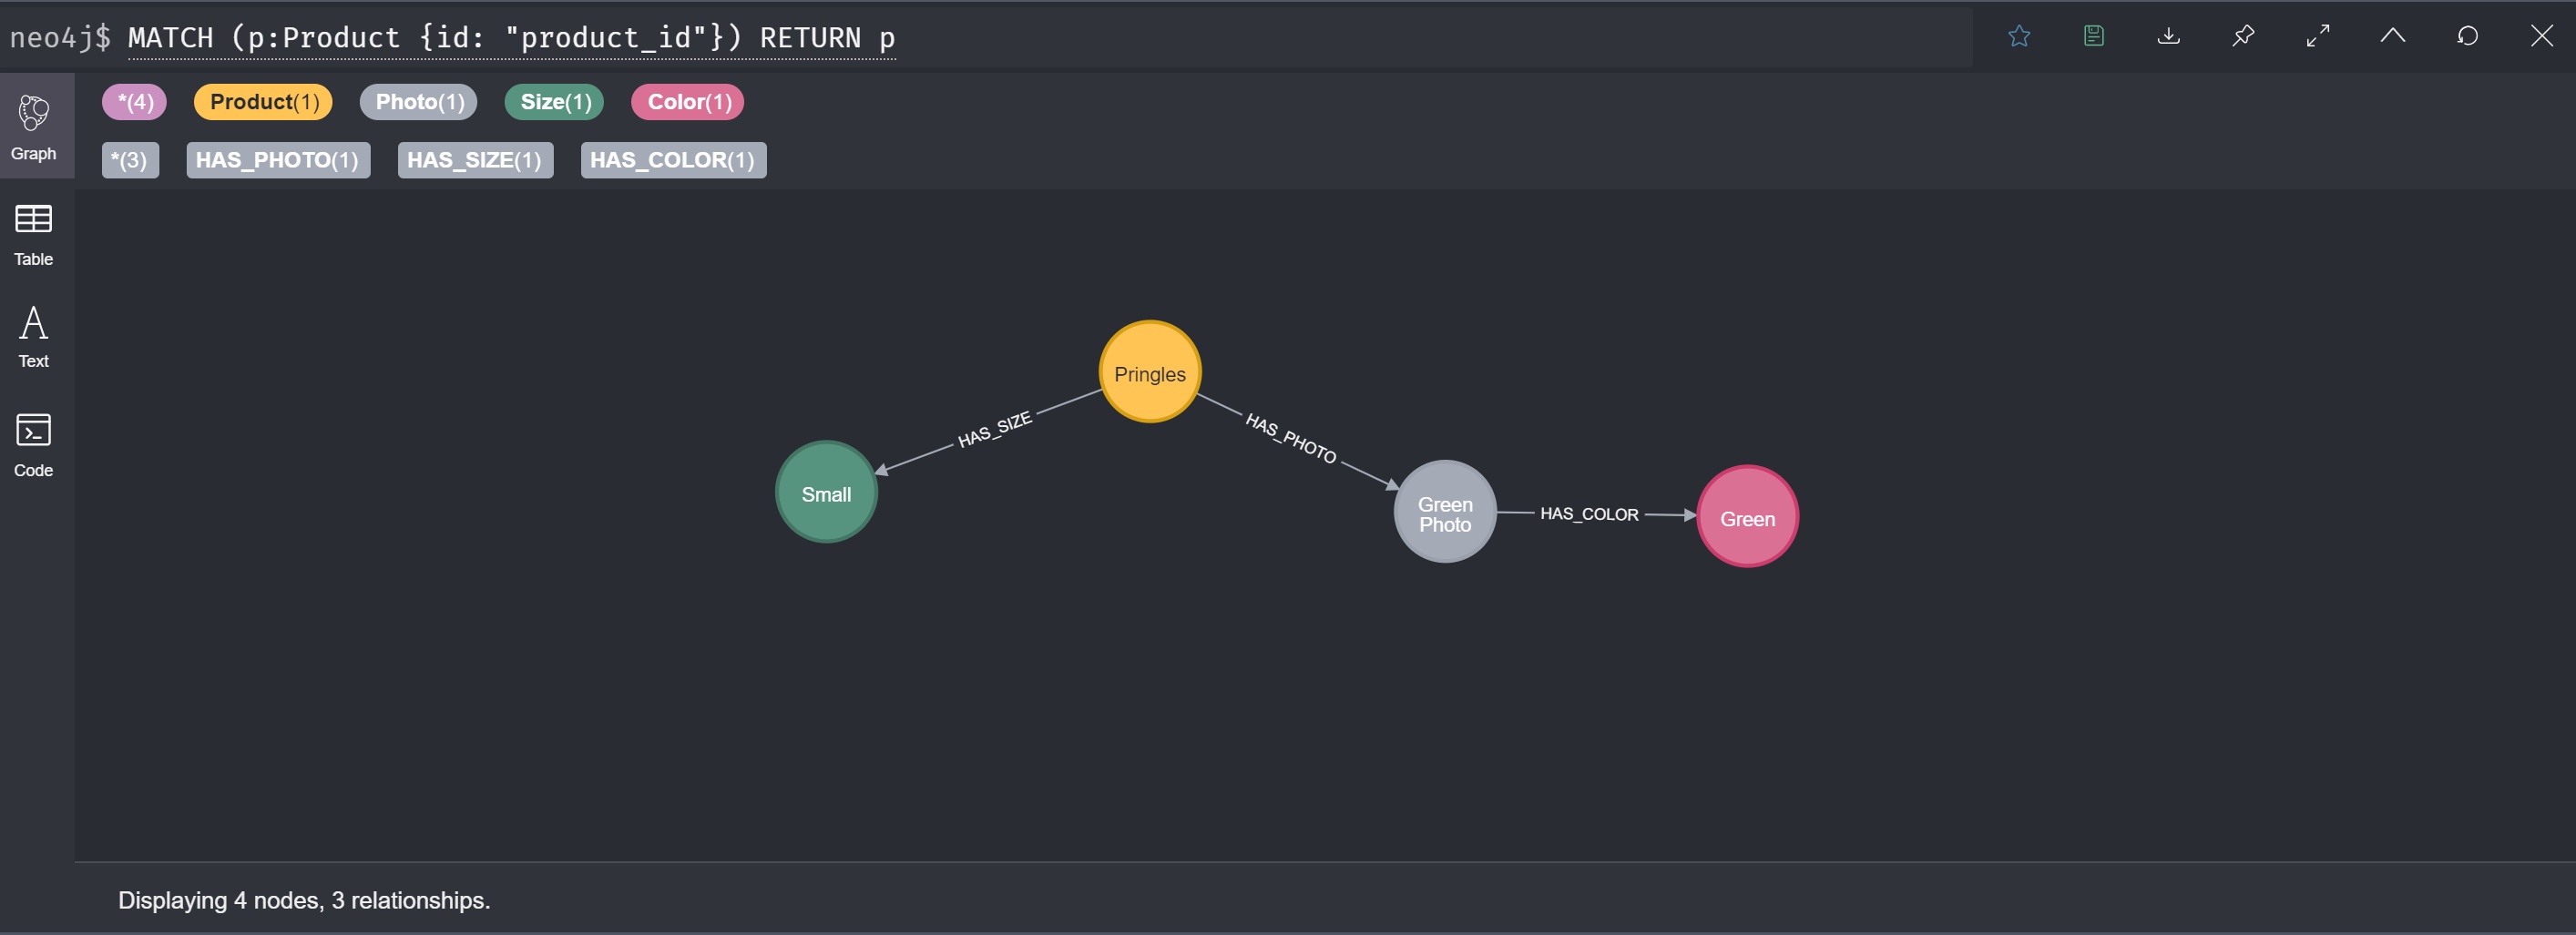 neo4j$ MATCH (p:Product {id: "product_id"}) RETURN p
*(4) Product(1) Photo(1) Size(1) Color(1)
*(3) HAS_PHOTO(1) HAS_SIZE(1) HAS_COLOR(1)
Graph
Table
Text
Code
Pringles
HAS_SIZE
HAS_PHOTO
Small
Green
Photo
HAS_COLOR
Green
Displaying 4 nodes, 3 relationships.